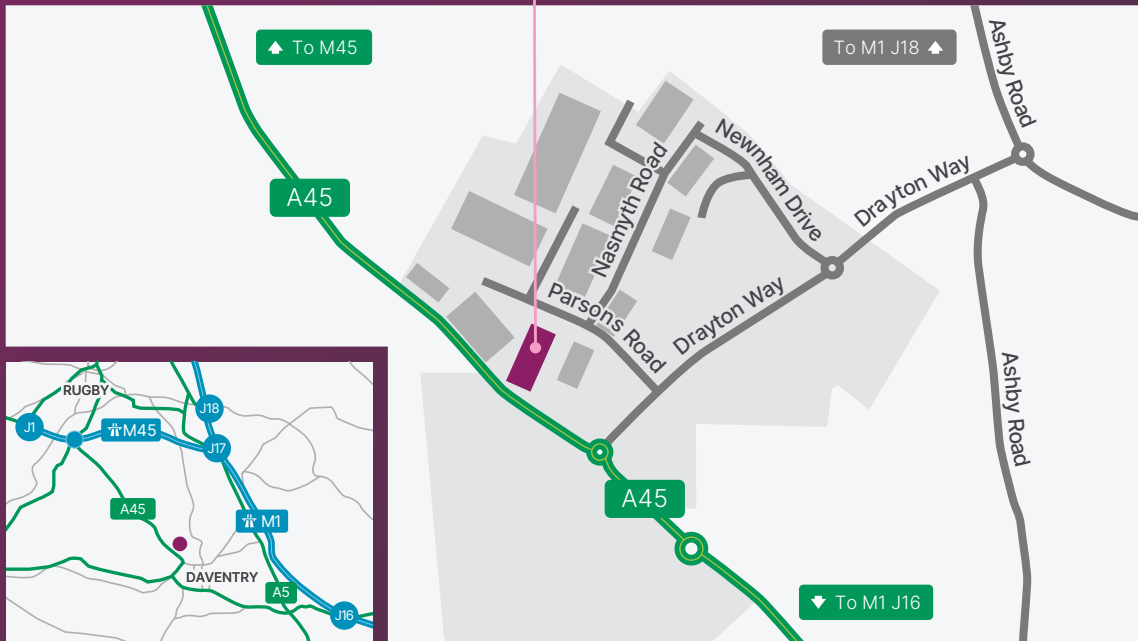 To M45
To M1 J18
Ashby Road
A45
Newnham Drive
Nasmyth Road
Drayton Way
Parsons Road
Drayton Way
Ashby Road
A45
To M1 J16
RUGBY
J18
J1
M45
J17
A45
M1
DAVENTRY
A5
J16